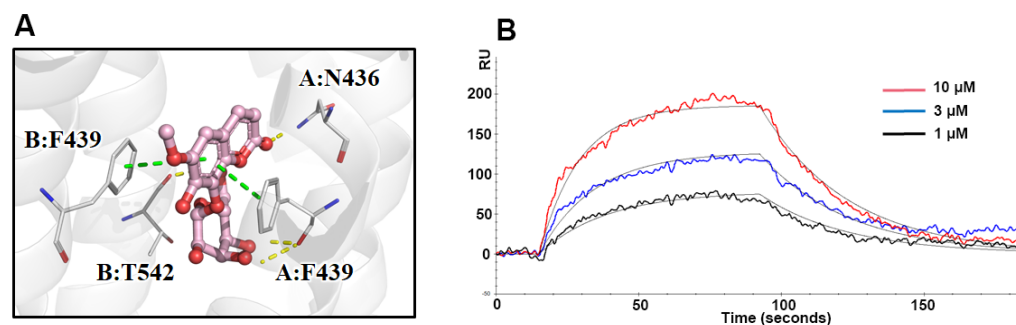 A
A:N436
B:F439
B:T542
A:F439
B
RU
200
150
100
50
0
-50
10 μM
3 μM
1 μM
0
50
100
150
Time (seconds)